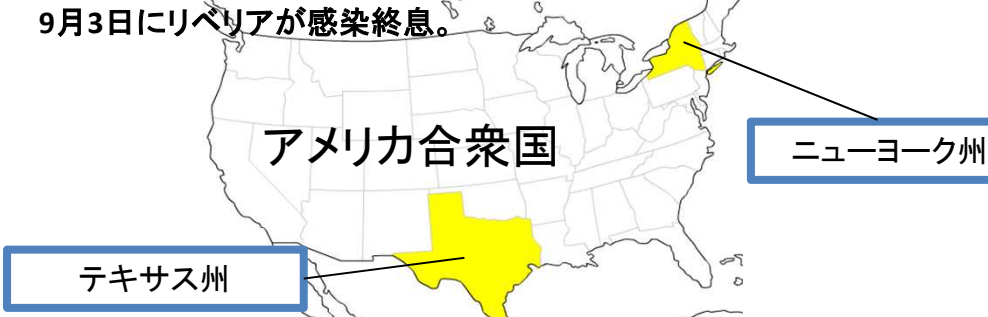 9月3日にリベリアが感染終息。
アメリカ合衆国
ニューヨーク州
テキサス州